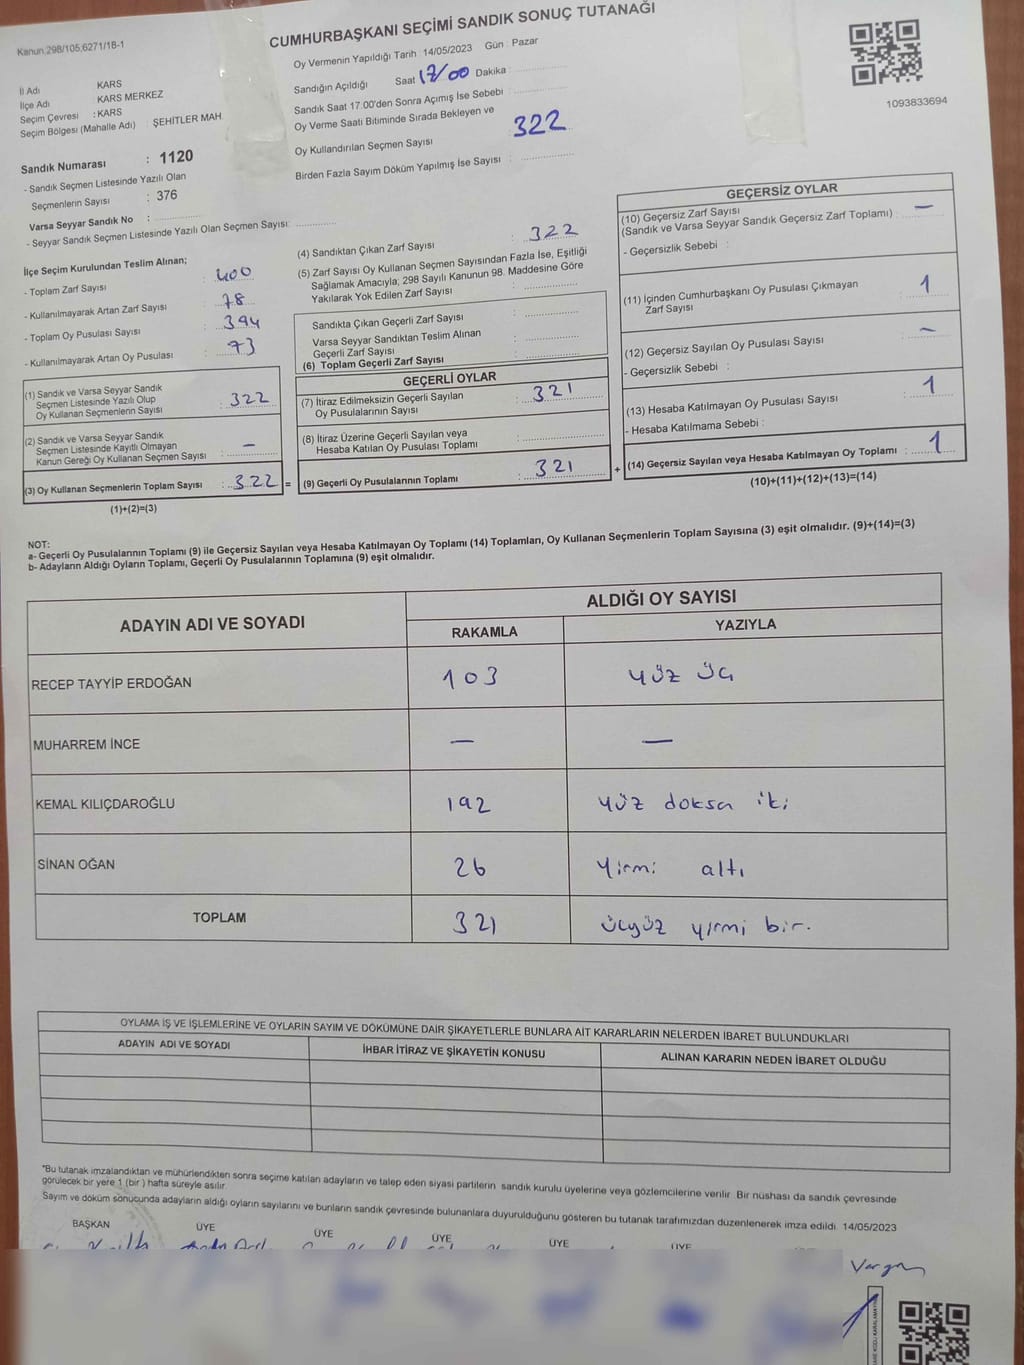 Kanun:298/105,6271/18-1
CUMHURBAŞKANI SEÇİMİ SANDIK SONUÇ TUTANAĞI
Oy Vermenin Yapıldığı Tarih 14/05/2023 Gün : Pazar
Sandığın Açıldığı Saat 17/00 Dakika :
Sandık Saat 17.00'den Sonra Açımış İse Sebebi :
Oy Verme Saati Bitiminde Sırada Bekleyen ve
Oy Kullandırılan Seçmen Sayısı 322
Birden Fazla Sayım Döküm Yapılmış İse Sayısı :
1093833694
İl Adı KARS
İlçe Adı KARS MERKEZ
Seçim Çevresi : KARS
Seçim Bölgesi (Mahalle Adı) : ŞEHİTLER MAH.
Sandık Numarası : 1120
- Sandık Seçmen Listesinde Yazılı Olan
Seçmenlerin Sayısı : 376
Varsa Seyyar Sandık No :
- Seyyar Sandık Seçmen Listesinde Yazılı Olan Seçmen Sayısı:
İlçe Seçim Kurulundan Teslim Alınan;
- Toplam Zarf Sayısı : 400
- Kullanılmayarak Artan Zarf Sayısı : 78
- Toplam Oy Pusulası Sayısı : 394
- Kullanılmayarak Artan Oy Pusulası : 73
(1) Sandık ve Varsa Seyyar Sandık
Seçmen Listesinde Yazılı Olup
Oy Kullanan Seçmenlerin Sayısı : 322
(2) Sandık ve Varsa Seyyar Sandık
Seçmen Listesinde Kayıtlı Olmayan
Kanun Gereği Oy Kullanan Seçmen Sayısı : —
(3) Oy Kullanan Seçmenlerin Toplam Sayısı : 322 =
(1)+(2)=(3)
(4) Sandıktan Çıkan Zarf Sayısı : 322
(5) Zarf Sayısı Oy Kullanan Seçmen Sayısından Fazla İse, Eşitliği
Sağlamak Amacıyla; 298 Sayılı Kanunun 98. Maddesine Göre
Yakılarak Yok Edilen Zarf Sayısı :
Sandıkta Çıkan Geçerli Zarf Sayısı :
Varsa Seyyar Sandıktan Teslim Alınan
Geçerli Zarf Sayısı :
(6) Toplam Geçerli Zarf Sayısı :
GEÇERLİ OYLAR
(7) İtiraz Edilmeksizin Geçerli Sayılan
Oy Pusulalarının Sayısı : 321
(8) İtiraz Üzerine Geçerli Sayılan veya
Hesaba Katılan Oy Pusulası Toplamı :
(9) Geçerli Oy Pusulalarının Toplamı : 321 +
GEÇERSİZ OYLAR
(10) Geçersiz Zarf Sayısı
(Sandık ve Varsa Seyyar Sandık Geçersiz Zarf Toplamı) : —
- Geçersizlik Sebebi :
(11) İçinden Cumhurbaşkanı Oy Pusulası Çıkmayan
Zarf Sayısı : 1
(12) Geçersiz Sayılan Oy Pusulası Sayısı : —
- Geçersizlik Sebebi :
(13) Hesaba Katılmayan Oy Pusulası Sayısı : 1
- Hesaba Katılmama Sebebi :
(14) Geçersiz Sayılan veya Hesaba Katılmayan Oy Toplamı : 1
(10)+(11)+(12)+(13)=(14)
NOT:
a- Geçerli Oy Pusulalarının Toplamı (9) ile Geçersiz Sayılan veya Hesaba Katılmayan Oy Toplamı (14) Toplamları, Oy Kullanan Seçmenlerin Toplam Sayısına (3) eşit olmalıdır. (9)+(14)=(3)
b- Adayların Aldığı Oyların Toplamı, Geçerli Oy Pusulalarının Toplamına (9) eşit olmalıdır.
ADAYIN ADI VE SOYADI
ALDIĞI OY SAYISI
RAKAMLA YAZIYLA
RECEP TAYYİP ERDOĞAN 103 yüz üç
MUHARREM İNCE — —
KEMAL KILIÇDAROĞLU 192 yüz doksa iki
SİNAN OĞAN 26 yirmi altı
TOPLAM 321 üçyüz yirmi bir.
OYLAMA İŞ VE İŞLEMLERİNE VE OYLARIN SAYIM VE DÖKÜMÜNE DAİR ŞİKAYETLERLE BUNLARA AİT KARARLARIN NELERDEN İBARET BULUNDUKLARI
ADAYIN ADI VE SOYADI İHBAR İTİRAZ VE ŞİKAYETİN KONUSU ALINAN KARARIN NEDEN İBARET OLDUĞU
*Bu tutanak imzalandıktan ve mühürlendikten sonra seçime katılan adayların ve talep eden siyasi partilerin sandık kurulu üyelerine veya gözlemcilerine verilir. Bir nüshası da sandık çevresinde
görülecek bir yere 1 (bir ) hafta süreyle asılır.
Sayım ve döküm sonucunda adayların aldığı oyların sayılarını ve bunların sandık çevresinde bulunanlara duyurulduğunu gösteren bu tutanak tarafımızdan düzenlenerek imza edildi. 14/05/2023
BAŞKAN ÜYE ÜYE ÜYE ÜYE ÜYE